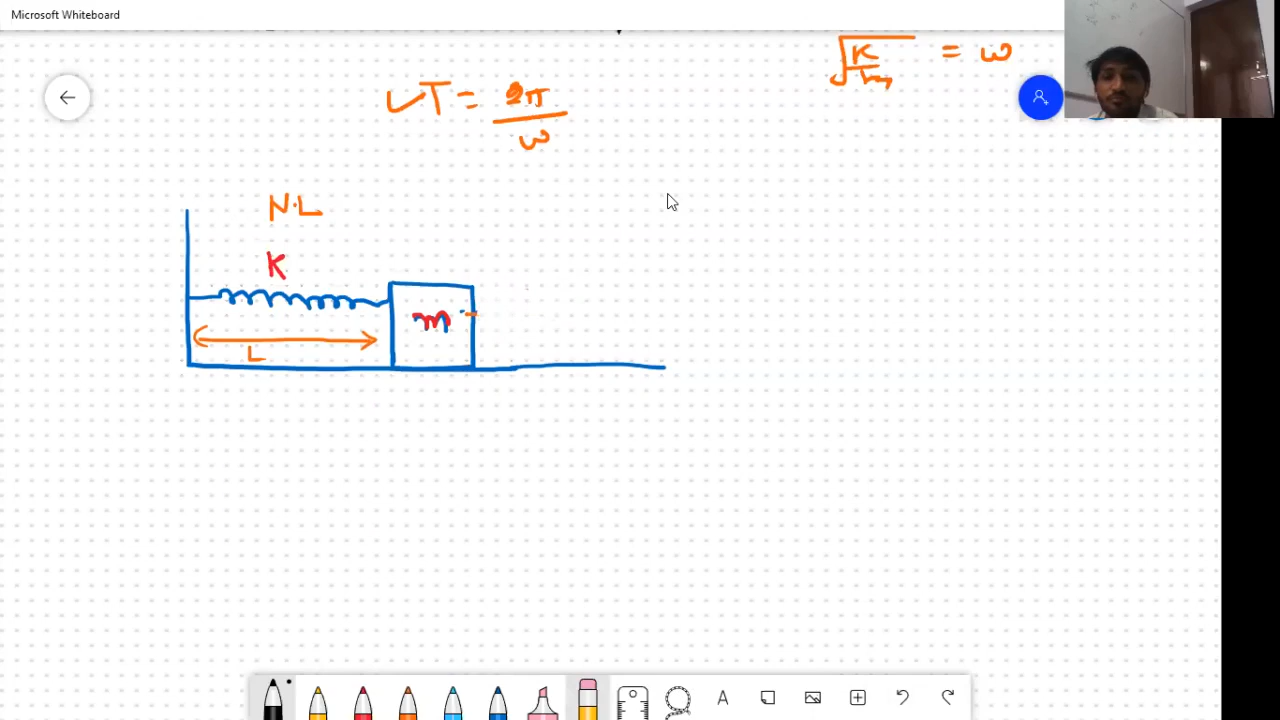 Microsoft Whiteboard
√K/m = ω
T = 2π/ω
N.L
K
m
L
A